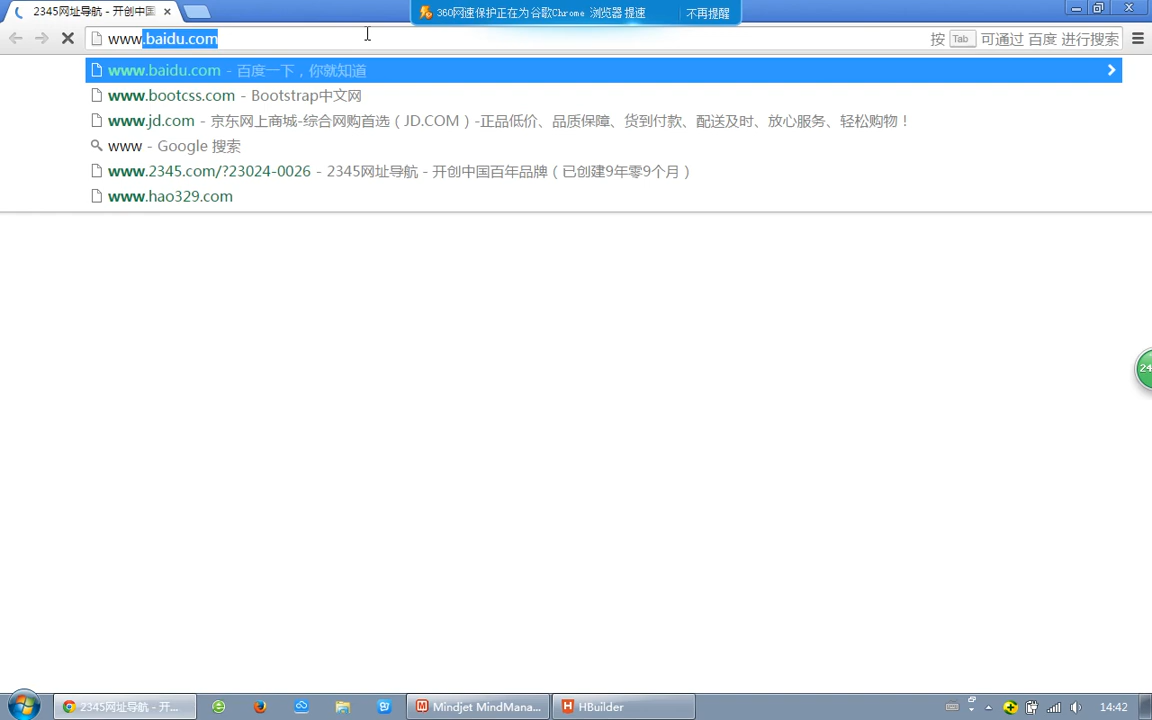 2345网址导航 - 开创中国
360网速保护正在为谷歌Chrome 浏览器提速
不再提醒
www.baidu.com
按 Tab 可通过 百度 进行搜索
www.baidu.com - 百度一下，你就知道
www.bootcss.com - Bootstrap中文网
www.jd.com - 京东网上商城-综合网购首选（JD.COM）-正品低价、品质保障、货到付款、配送及时、放心服务、轻松购物！
www - Google 搜索
www.2345.com/?23024-0026 - 2345网址导航 - 开创中国百年品牌（已创建9年零9个月）
www.hao329.com
24
2345网址导航 - 开...
Mindjet MindMana...
HBuilder
14:42